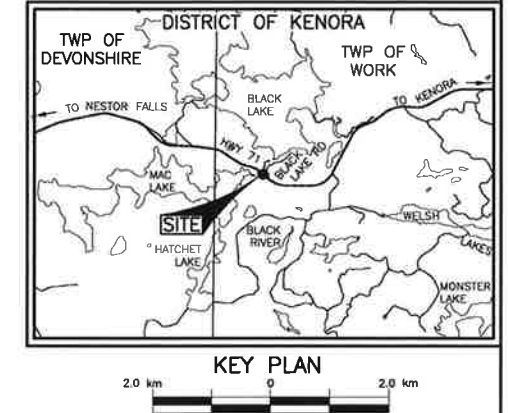 DISTRICT OF KENORA
TWP OF
DEVONSHIRE
TWP OF
WORK
TO NESTOR FALLS
BLACK
LAKE
TO KENORA
HWY 71
BLACK
LAKE RD
MAC
LAKE
SITE
HATCHET
LAKE
BLACK
RIVER
WELSH
LAKES
MONSTER
LAKE
KEY PLAN
2.0 km
0
2.0 km